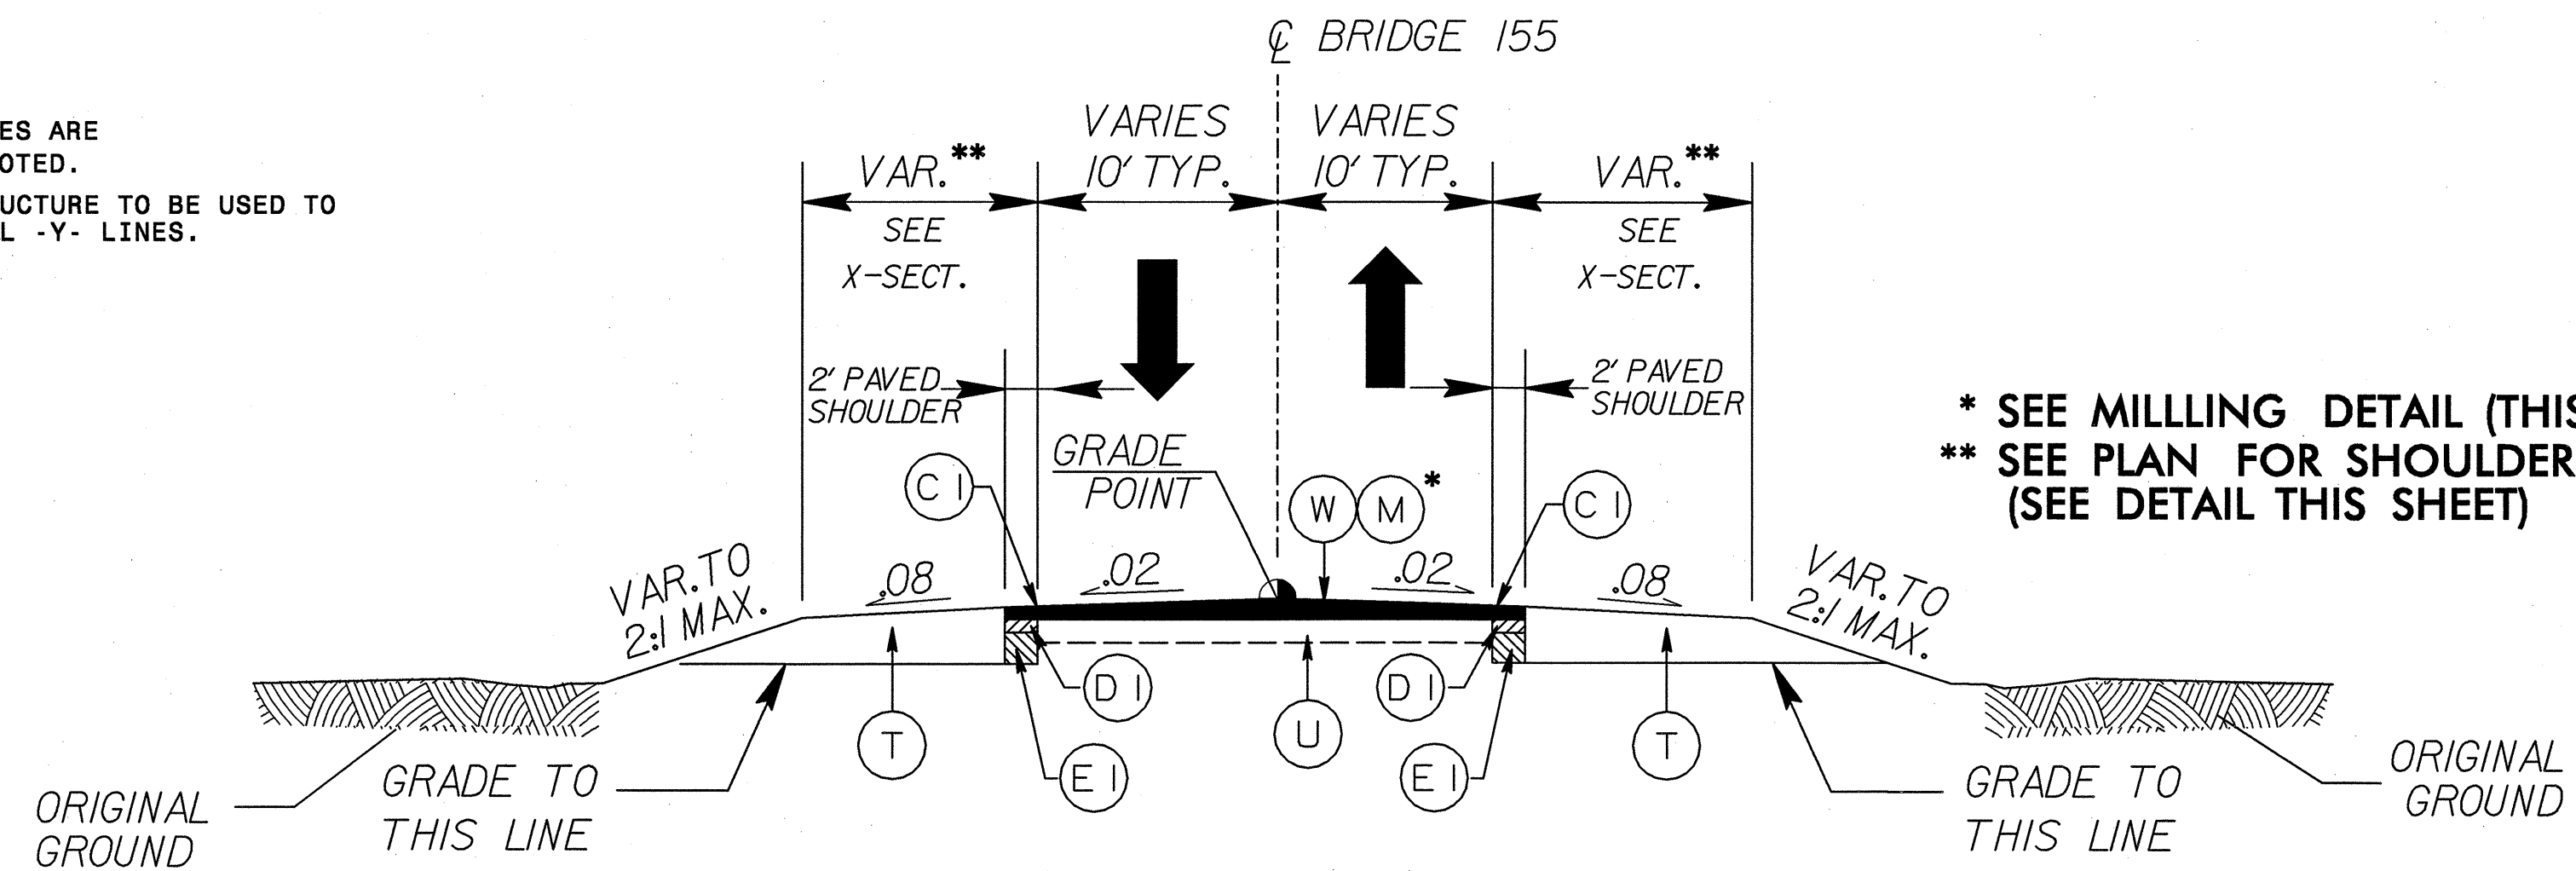 ℄ BRIDGE 155
ES ARE
OTED.
UCTURE TO BE USED TO
L -Y- LINES.
VAR.**
SEE
X-SECT.
VARIES
10' TYP.
VARIES
10' TYP.
VAR.**
SEE
X-SECT.
2' PAVED
SHOULDER
2' PAVED
SHOULDER
* SEE MILLLING DETAIL (THIS
** SEE PLAN FOR SHOULDER
(SEE DETAIL THIS SHEET)
GRADE
POINT
C1
W
M*
C1
VAR. TO
2:1 MAX.
.08
.02
.02
.08
VAR. TO
2:1 MAX.
D1
D1
T
U
T
E1
E1
ORIGINAL
GROUND
GRADE TO
THIS LINE
GRADE TO
THIS LINE
ORIGINAL
GROUND